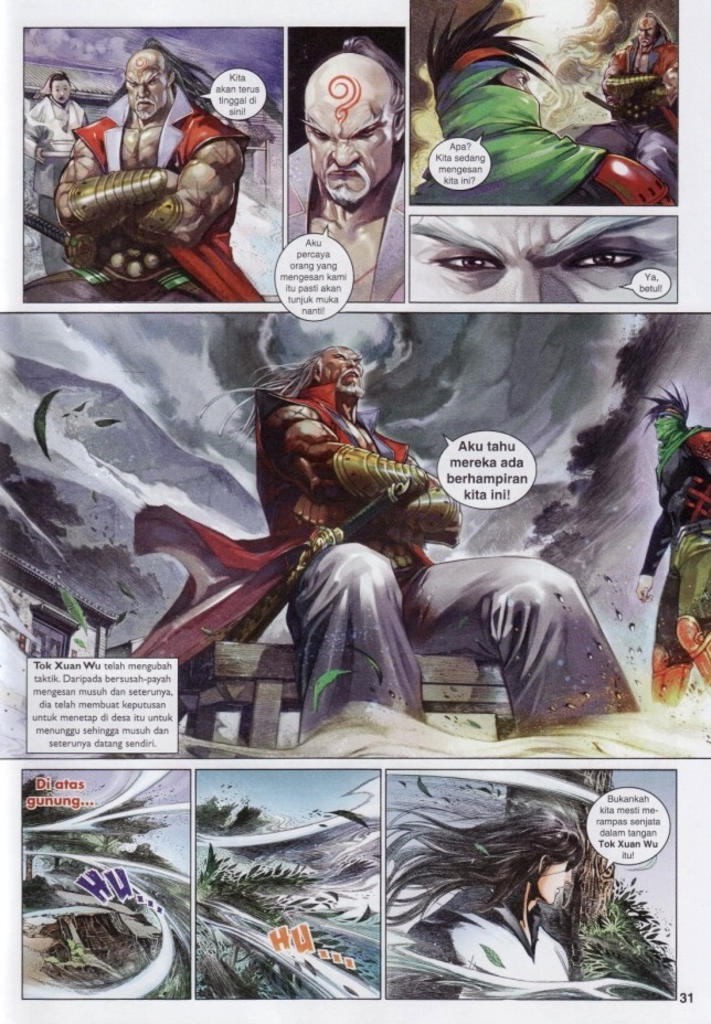 Kita
akan terus
tinggal di
sini!
Aku
percaya
orang yang
mengesan kami
itu pasti akan
tunjuk muka
nanti!
Apa?
Kita sedang
mengesan
kita ini?
Ya,
betul!
Aku tahu
mereka ada
berhampiran
kita ini!
Tok Xuan Wu telah mengubah
taktik. Daripada bersusah-payah
mengesan musuh dan seterunya,
dia telah membuat keputusan
untuk menetap di desa itu untuk
menunggu sehingga musuh dan
seterunya datang sendiri.
Di atas
gunung...
HU...
HU...
Bukankah
kita mesti me-
rampas senjata
dalam tangan
Tok Xuan Wu
itu!
31